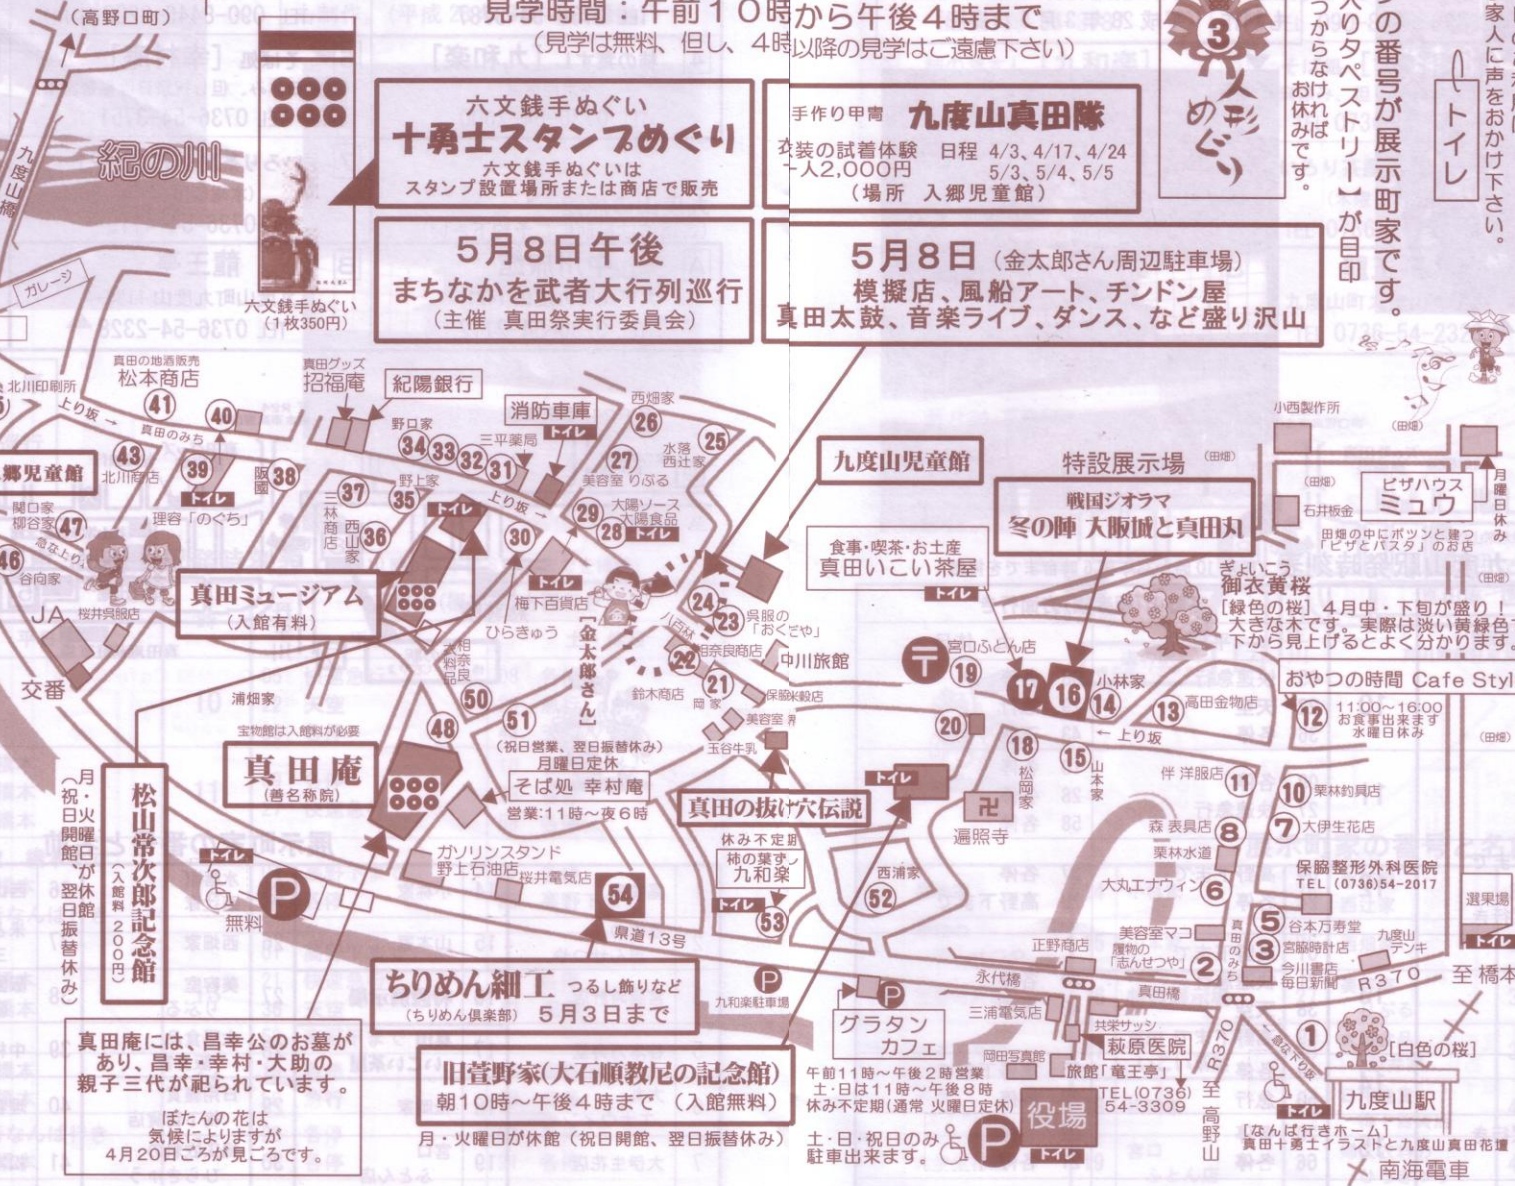 (高野口町)
見学時間：午前１０時から午後４時まで
(見学は無料、但し、4時以降の見学はご遠慮下さい)
九度山橋
紀の川
ガレージ
六文銭手ぬぐい
(1枚350円)
六文銭手ぬぐい
十勇士スタンプめぐり
六文銭手ぬぐいは
スタンプ設置場所または商店で販売
5月8日午後
まちなかを武者大行列巡行
(主催 真田祭実行委員会)
手作り甲冑 九度山真田隊
衣装の試着体験 日程 4/3、4/17、4/24
一人2,000円 5/3、5/4、5/5
(場所 入郷児童館)
5月8日 (金太郎さん周辺駐車場)
模擬店、風船アート、チンドン屋
真田太鼓、音楽ライブ、ダンス、など盛り沢山
③
人形めぐり
の番号が展示町家です。
入りタペストリー】が目印
つからなければ
お休みです。
トイレ
家人に声をおかけ下さい。
北川印刷所
上り坂→
真田の地酒販売
松本商店
㊶
㊵
真田のみち
真田グッズ
招福庵
紀陽銀行
野口家
㉞
㉝
㉜
㉛
三平薬局
消防車庫
トイレ
西畑家
㉖
㉕
水落
西辻家
㉗
美容室 りぶる
㊸
北川商店
㊴
トイレ
阪園
㊳
理容「のぐち」
郷児童館
関口家
柳谷家
㊼
急な上り
㊻
谷向家
㊲
三林商店
西山家
㊱
㉟
野上家
トイレ
上り坂→
㉚
㉙
大陽ソース
大陽食品
㉘
トイレ
トイレ
梅下百貨店
ひらきゅう
[金太郎さん]
真田ミュージアム
(入館有料)
JA
桜井呉服店
交番
浦畑家
相奈良衣料品
㊿
㊽
51
(祝日営業、翌日振替休み)
月曜日定休
そば処 幸村庵
営業:11時〜夜6時
宝物館は入館料が必要
真田庵
(善名称院)
九度山児童館
㉔
㉓
呉服の
「おくごや」
八百林
㉒
相奈良商店
鈴木商店
㉑
岡家
中川旅館
保脇米穀店
美容室
玉谷牛乳
真田の抜け穴伝説
休み不定期
柿の葉ずし
九和楽
トイレ
53
西浦家
52
松山常次郎記念館
(入館料 200円)
月・火曜日が休館
(祝日開館、翌日振替休み)
トイレ
P
無料
ガソリンスタンド
野上石油店
桜井電気店
54
県道13号
ちりめん細工 つるし飾りなど
(ちりめん倶楽部) 5月3日まで
P
九和楽駐車場
真田庵には、昌幸公のお墓が
あり、昌幸・幸村・大助の
親子三代が祀られています。
ぼたんの花は
気候によりますが
4月20日ごろが見ごろです。
旧萱野家(大石順教尼の記念館)
朝10時〜午後4時まで (入館無料)
月・火曜日が休館 (祝日開館、翌日振替休み)
特設展示場
(田畑)
戦国ジオラマ
冬の陣 大阪城と真田丸
食事・喫茶・お土産
真田いこい茶屋
トイレ
〒
宮口ふとん店
⑲
⑰
⑯
小林家
⑭
⑬
高田金物店
←上り坂
⑳
⑱
松岡家
⑮
山本家
トイレ
卍
遍照寺
小西製作所
(田畑)
(田畑)
石井板金
ピザハウス
ミュウ
月曜日休み
田畑の中にポツンと建つ
「ピザとパスタ」のお店
(田畑)
ぎょいこう
御衣黄桜
[緑色の桜] 4月中・下旬が盛り！
大きな木です。実際は淡い黄緑色で
下から見上げるとよく分かります。
おやつの時間 Cafe Styl
⑫
11:00〜16:00
お食事出来ます
水曜日休み
(田畑)
伴 洋服店
⑪
⑩
栗林釣具店
森 表具店
⑧
⑦
大伊生花店
栗林水道
大丸エナウィン
⑥
保脇整形外科医院
TEL (0736)54-2017
⑤
谷本万寿堂
美容室マコ
③
宮脇時計店
履物の
「志んせつや」
②
真田のみち
今川書店
毎日新聞
九度山
デンキ
選果場
トイレ
至 橋本
R370
正野商店
永代橋
真田橋
P
グラタン
カフェ
午前11時〜午後2時営業
土・日は11時〜午後8時
休み不定期(通常 火曜日定休)
三浦電気店
共栄サッシ
萩原医院
TEL(0736)
54-3309
岡田写真館
旅館「竜王亭」
役場
土・日・祝日のみ
駐車出来ます。
P
トイレ
R370
至 高野山
←急な下り坂
①
[白色の桜]
トイレ
九度山駅
[なんば行きホーム]
真田十勇士イラストと九度山真田花壇
南海電車